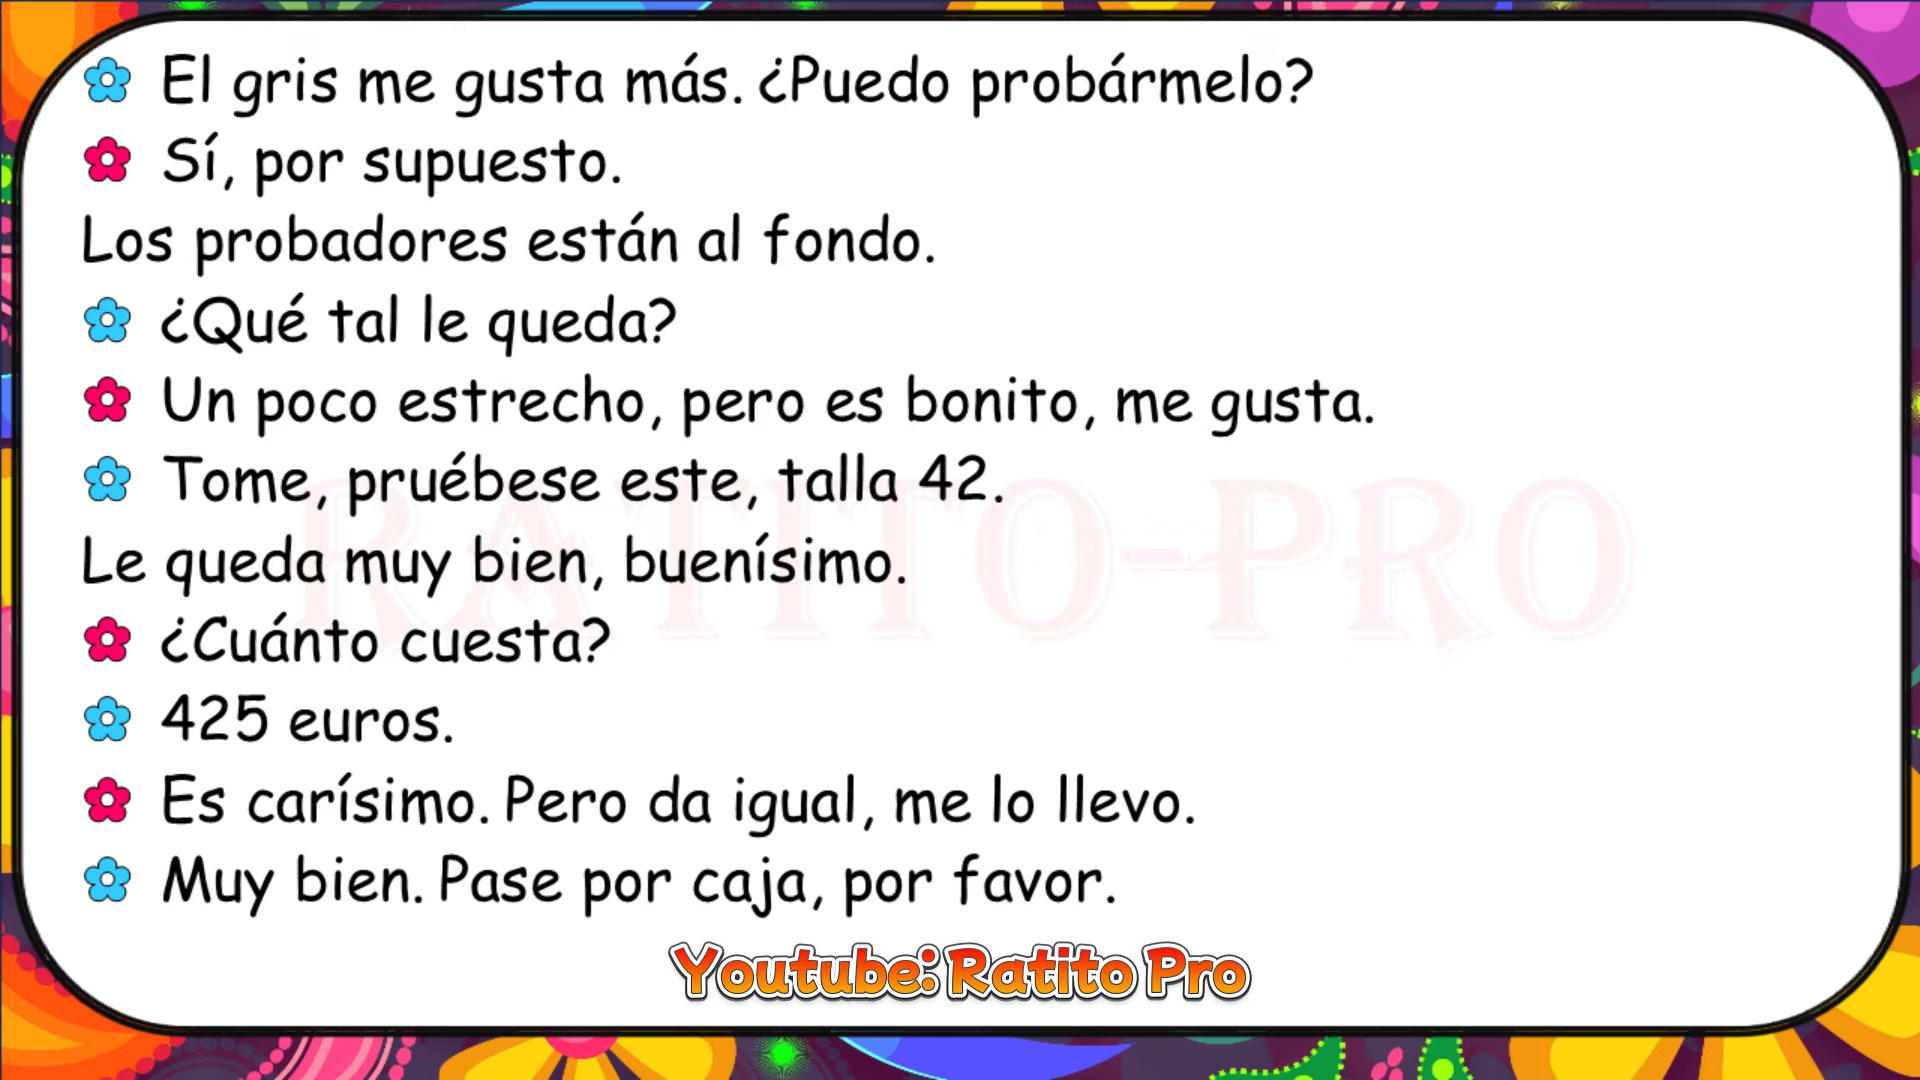 El gris me gusta más. ¿Puedo probármelo?
Sí, por supuesto.
Los probadores están al fondo.
¿Qué tal le queda?
Un poco estrecho, pero es bonito, me gusta.
Tome, pruébese este, talla 42.
Le queda muy bien, buenísimo.
RATITO-PRO
¿Cuánto cuesta?
425 euros.
Es carísimo. Pero da igual, me lo llevo.
Muy bien. Pase por caja, por favor.
Youtube: Ratito Pro